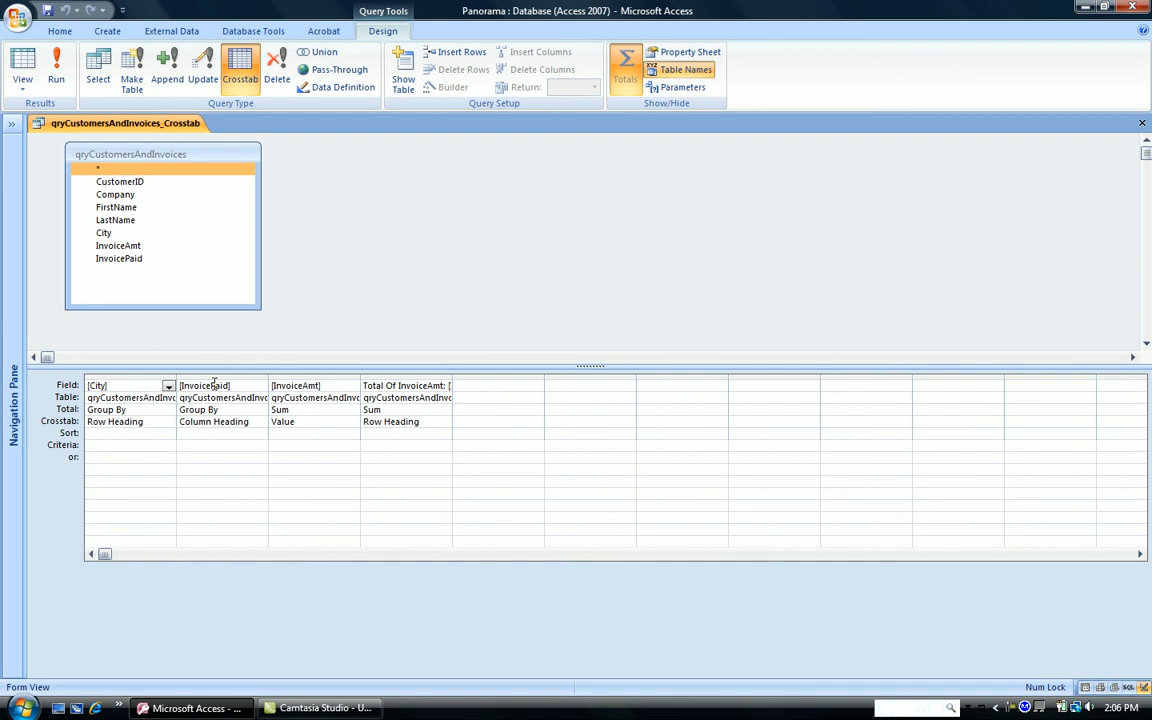 Query Tools
Panorama : Database (Access 2007) - Microsoft Access
Home Create External Data Database Tools Acrobat Design
View Run Select Make Table Append Update Crosstab Delete
Union
Pass-Through
Data Definition
Show Table
Insert Rows
Delete Rows
Builder
Insert Columns
Delete Columns
Return:
Totals
Property Sheet
Table Names
Parameters
Results Query Type Query Setup Show/Hide
qryCustomersAndInvoices_Crosstab
qryCustomersAndInvoices
*
CustomerID
Company
FirstName
LastName
City
InvoiceAmt
InvoicePaid
Navigation Pane
Field: [City] [InvoicePaid] [InvoiceAmt] Total Of InvoiceAmt: [
Table: qryCustomersAndInvo qryCustomersAndInv qryCustomersAndInvo qryCustomersAndInv
Total: Group By Group By Sum Sum
Crosstab: Row Heading Column Heading Value Row Heading
Sort:
Criteria:
or:
Form View
Num Lock
SQL
Microsoft Access - ...
Camtasia Studio - U...
2:06 PM